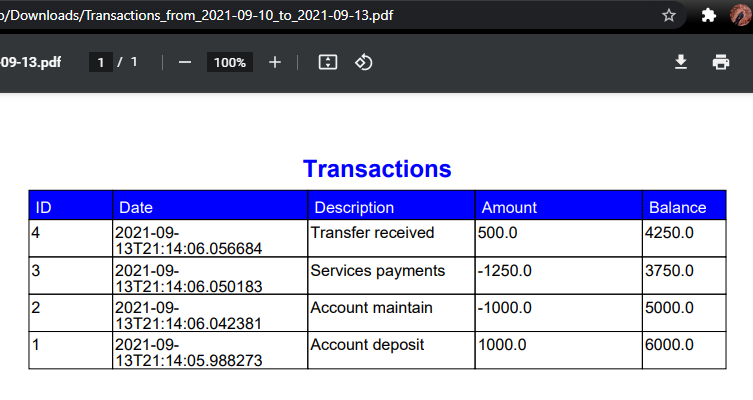 o/Downloads/Transactions_from_2021-09-10_to_2021-09-13.pdf
-09-13.pdf 1 / 1 — 100% +
Transactions
ID Date Description Amount Balance
4 2021-09-13T21:14:06.056684 Transfer received 500.0 4250.0
3 2021-09-13T21:14:06.050183 Services payments -1250.0 3750.0
2 2021-09-13T21:14:06.042381 Account maintain -1000.0 5000.0
1 2021-09-13T21:14:05.988273 Account deposit 1000.0 6000.0